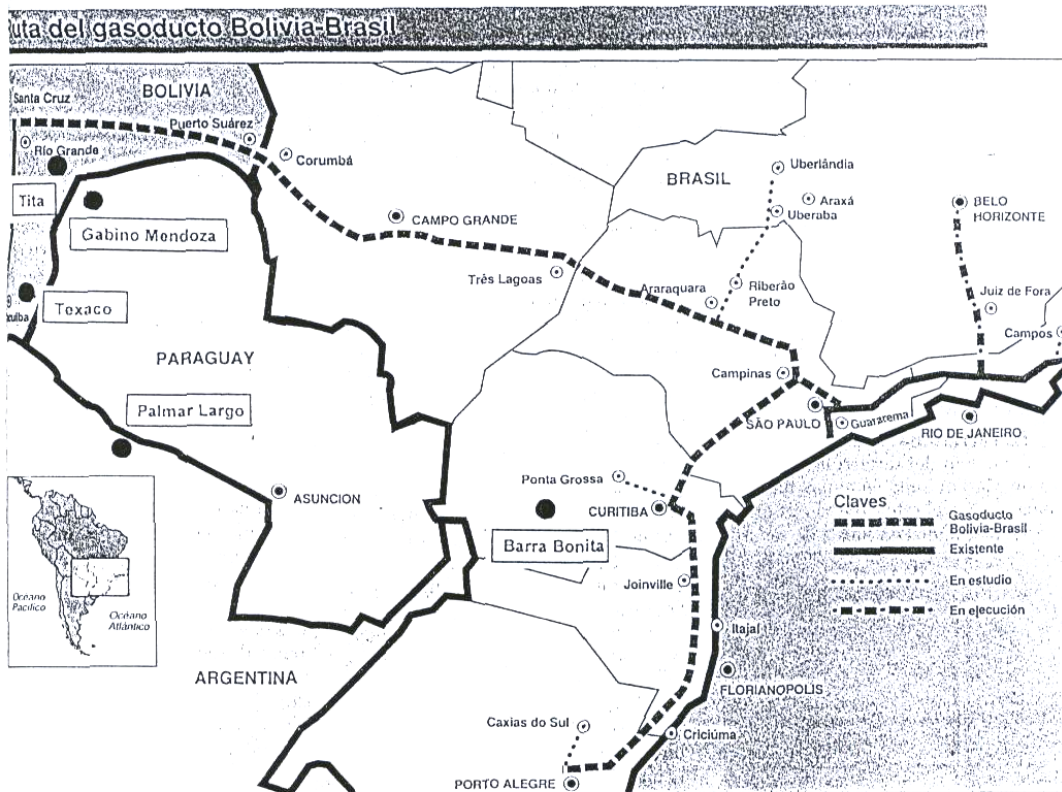 uta del gasoducto Bolivia-Brasil
BOLIVIA
Santa Cruz
Puerto Suárez
Río Grande
Corumbá
Tita
Gabino Mendoza
CAMPO GRANDE
BRASIL
Uberlândia
Araxá
Uberaba
BELO
HORIZONTE
Très Lagoas
Araraquara
Riberão
Preto
Juiz de Fora
Campos
Texaco
PARAGUAY
Campinas
Palmar Largo
SÃO PAULO
Guararema
RIO DE JANEIRO
Ponta Grossa
ASUNCION
CURITIBA
Barra Bonita
Claves
Gasoducto
Bolivia-Brasil
Existente
En estudio
En ejecución
Joinville
Océano
Pacífico
Océano
Atlántico
Itajaí
ARGENTINA
FLORIANOPOLIS
Caxias do Sul
Criciúma
PORTO ALEGRE